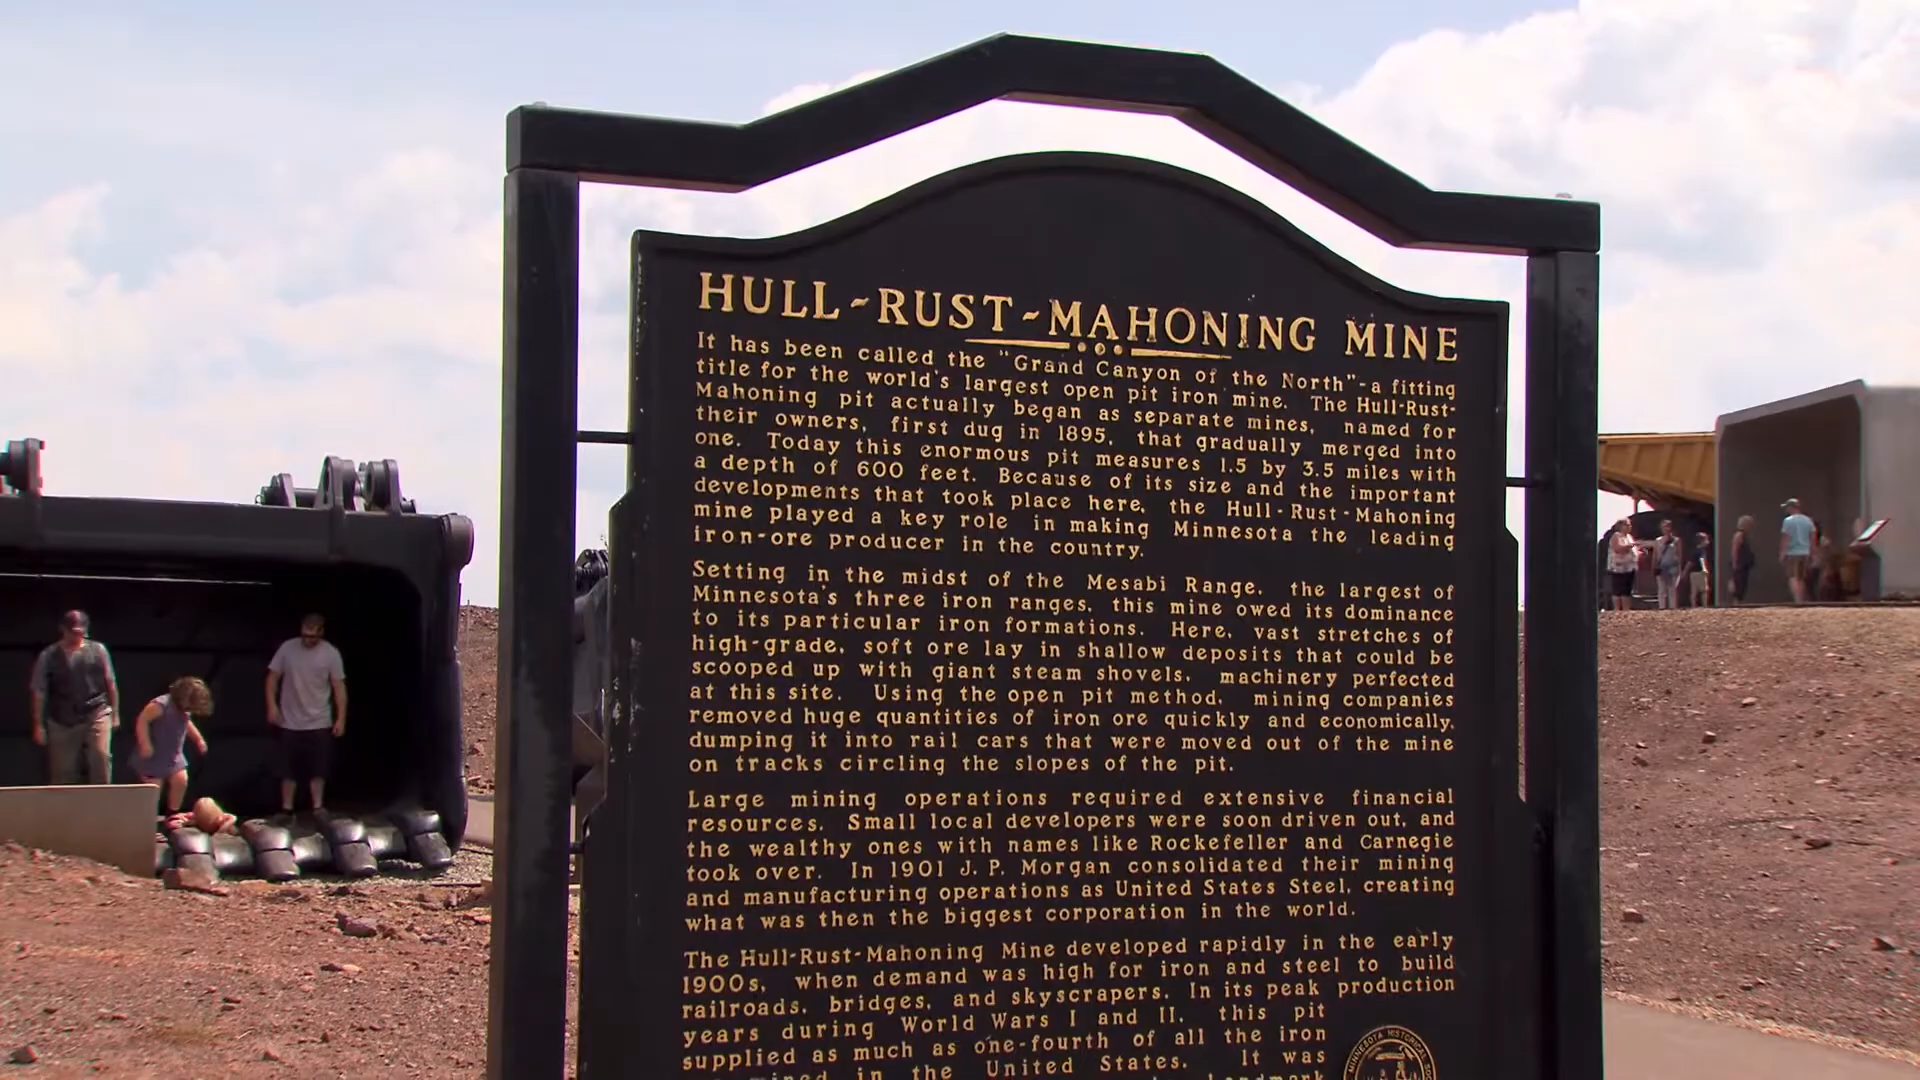 HULL-RUST-MAHONING MINE
It has been called the "Grand Canyon of the North"-a fitting
title for the world's largest open pit iron mine. The Hull-Rust-
Mahoning pit actually began as separate mines, named for
their owners, first dug in 1895, that gradually merged into
one. Today this enormous pit measures 1.5 by 3.5 miles with
a depth of 600 feet. Because of its size and the important
developments that took place here, the Hull-Rust-Mahoning
mine played a key role in making Minnesota the leading
iron-ore producer in the country.
Setting in the midst of the Mesabi Range, the largest of
Minnesota's three iron ranges, this mine owed its dominance
to its particular iron formations. Here, vast stretches of
high-grade, soft ore lay in shallow deposits that could be
scooped up with giant steam shovels, machinery perfected
at this site. Using the open pit method, mining companies
removed huge quantities of iron ore quickly and economically,
dumping it into rail cars that were moved out of the mine
on tracks circling the slopes of the pit.
Large mining operations required extensive financial
resources. Small local developers were soon driven out, and
the wealthy ones with names like Rockefeller and Carnegie
took over. In 1901 J. P. Morgan consolidated their mining
and manufacturing operations as United States Steel, creating
what was then the biggest corporation in the world.
The Hull-Rust-Mahoning Mine developed rapidly in the early
1900s, when demand was high for iron and steel to build
railroads, bridges, and skyscrapers. In its peak production
years during World Wars I and II, this pit
supplied as much as one-fourth of all the iron
in the United States. It was
MINNESOTA HISTORICAL